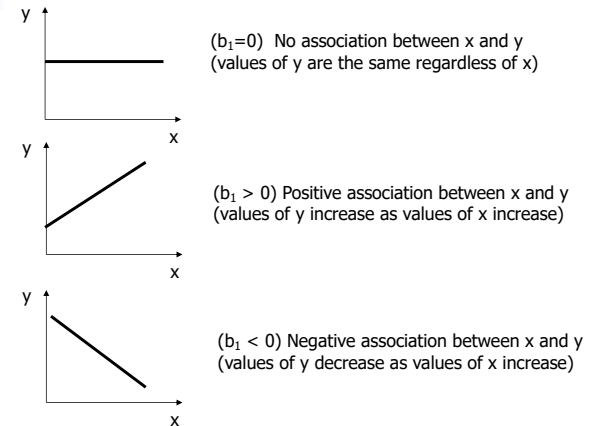 y
(b₁=0) No association between x and y
(values of y are the same regardless of x)
x
y
(b₁ > 0) Positive association between x and y
(values of y increase as values of x increase)
x
y
(b₁ < 0) Negative association between x and y
(values of y decrease as values of x increase)
x